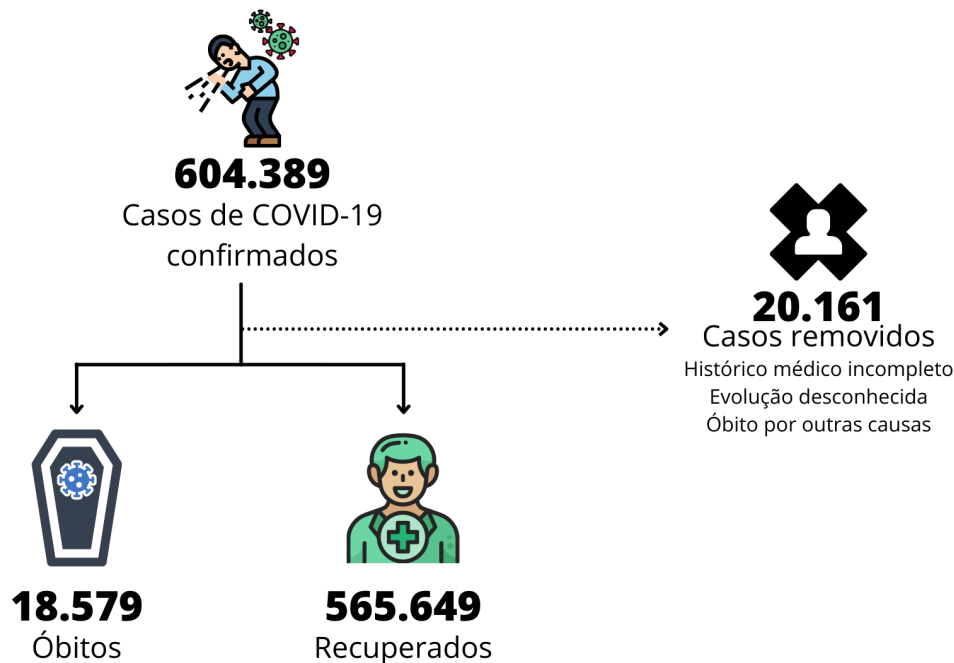 604.389
Casos de COVID-19
confirmados
20.161
Casos removidos
Histórico médico incompleto
Evolução desconhecida
Óbito por outras causas
18.579
Óbitos
565.649
Recuperados